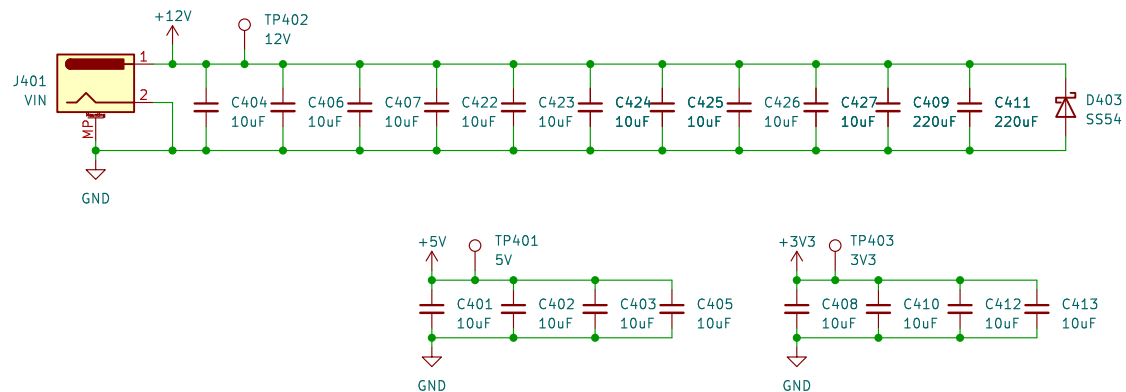 +12V
TP402
12V
J401
VIN
1
2
MP
GND
C404
10uF
C406
10uF
C407
10uF
C422
10uF
C423
10uF
C424
10uF
C425
10uF
C426
10uF
C427
10uF
C409
220uF
C411
220uF
D403
SS54
+5V
TP401
5V
C401
10uF
C402
10uF
C403
10uF
C405
10uF
GND
+3V3
TP403
3V3
C408
10uF
C410
10uF
C412
10uF
C413
10uF
GND